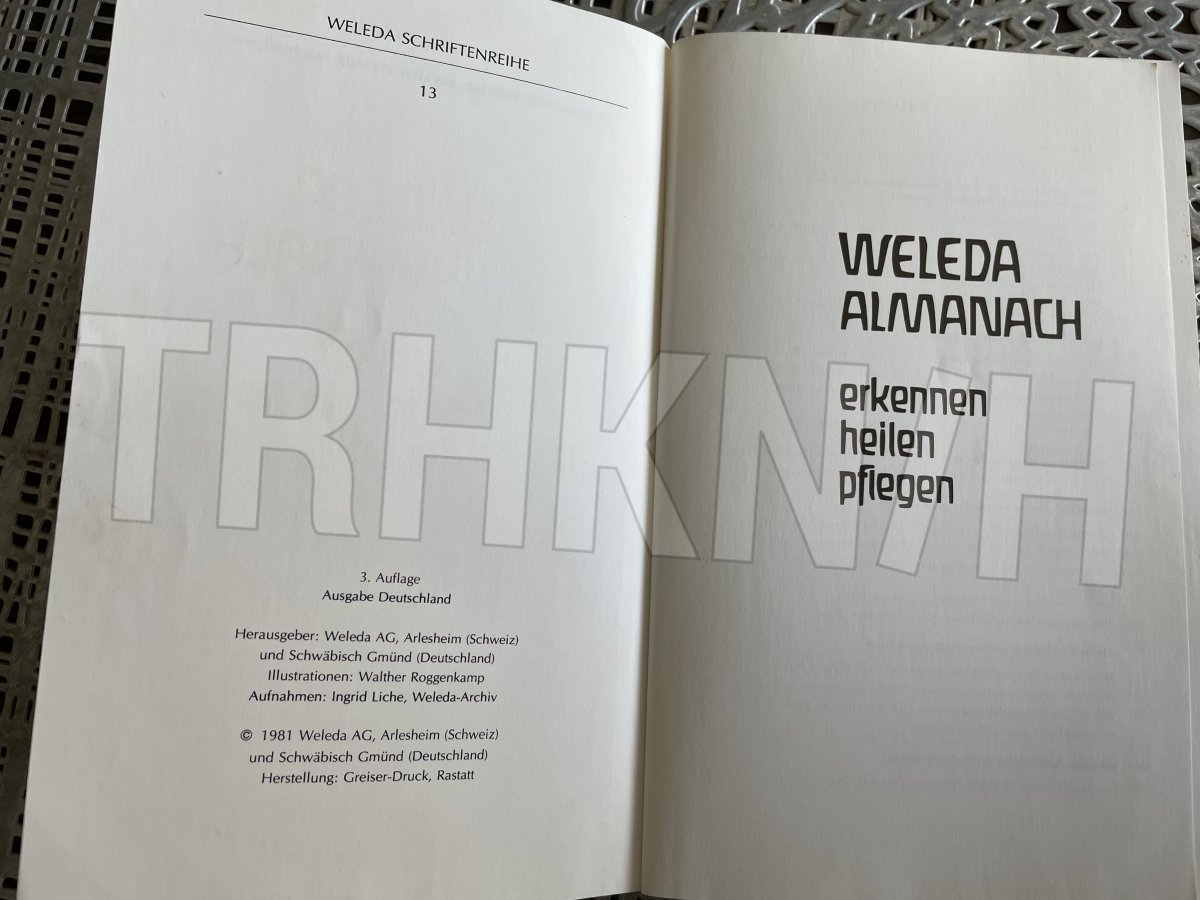 WELEDA SCHRIFTENREIHE
13
3. Auflage
Ausgabe Deutschland
Herausgeber: Weleda AG, Arlesheim (Schweiz)
und Schwäbisch Gmünd (Deutschland)
Illustrationen: Walther Roggenkamp
Aufnahmen: Ingrid Liche, Weleda-Archiv
© 1981 Weleda AG, Arlesheim (Schweiz)
und Schwäbisch Gmünd (Deutschland)
Herstellung: Greiser-Druck, Rastatt
WELEDA
ALMANACH
erkennen
heilen
pflegen
TRHKN/H